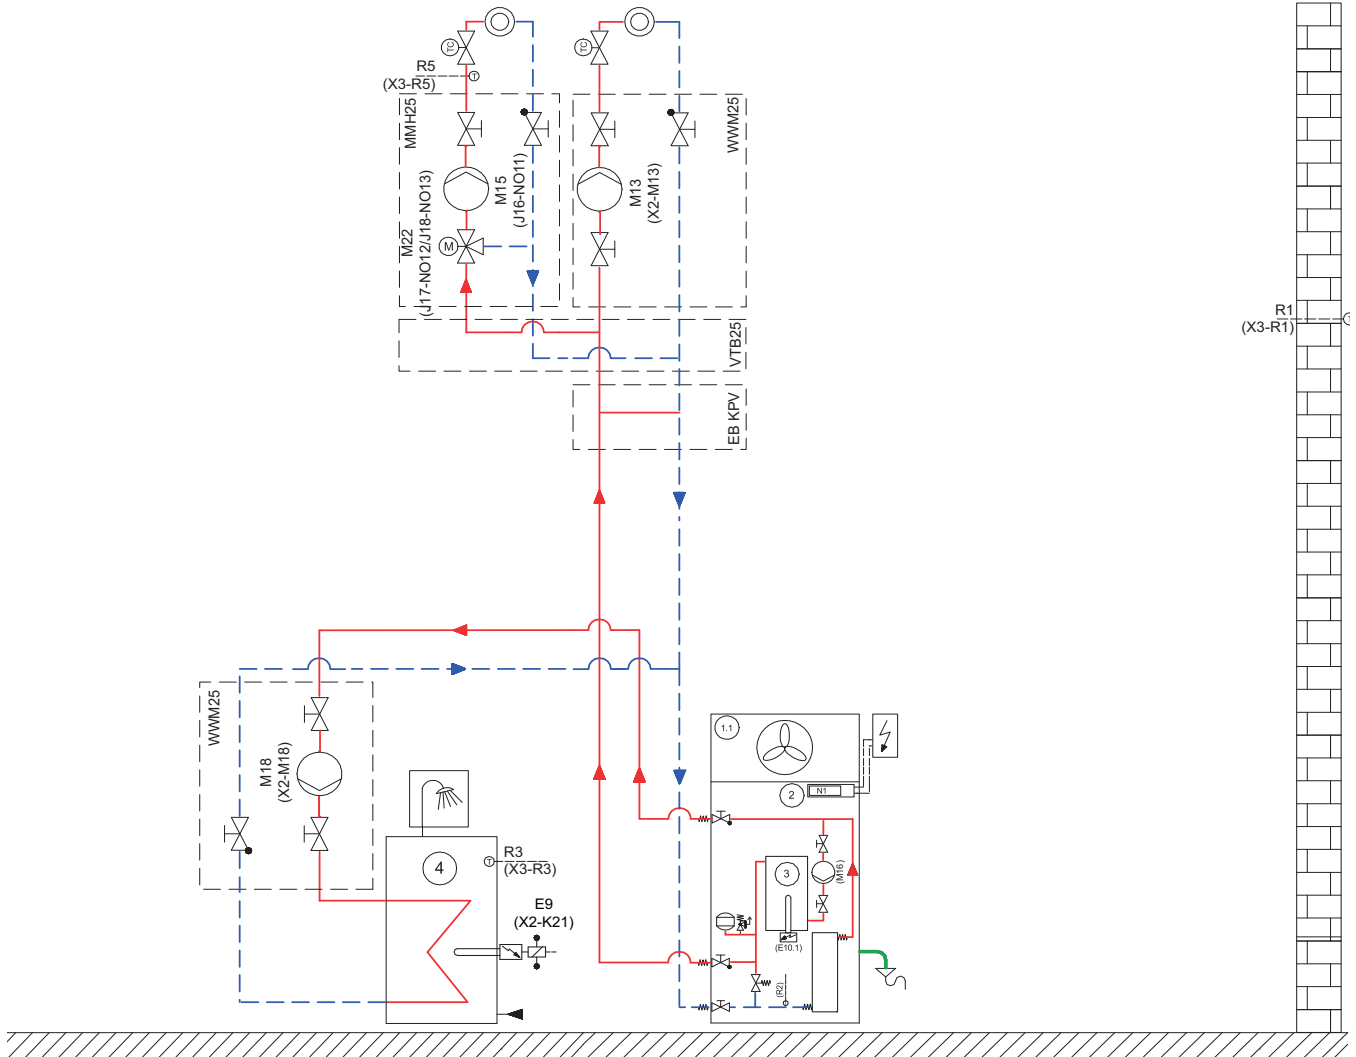 TC
TC
R5
(X3-R5)
T
MMH25
M22
(J17-NO12/J18-NO13)
M
M15
(J16-NO11)
M13
(X2-M13)
WWM25
VTB25
EB KPV
R1
(X3-R1)
T
WWM25
M18
(X2-M18)
4
T
R3
(X3-R3)
E9
(X2-K21)
1.1
2
N1
3
(M16)
(E10.1)
(R2)